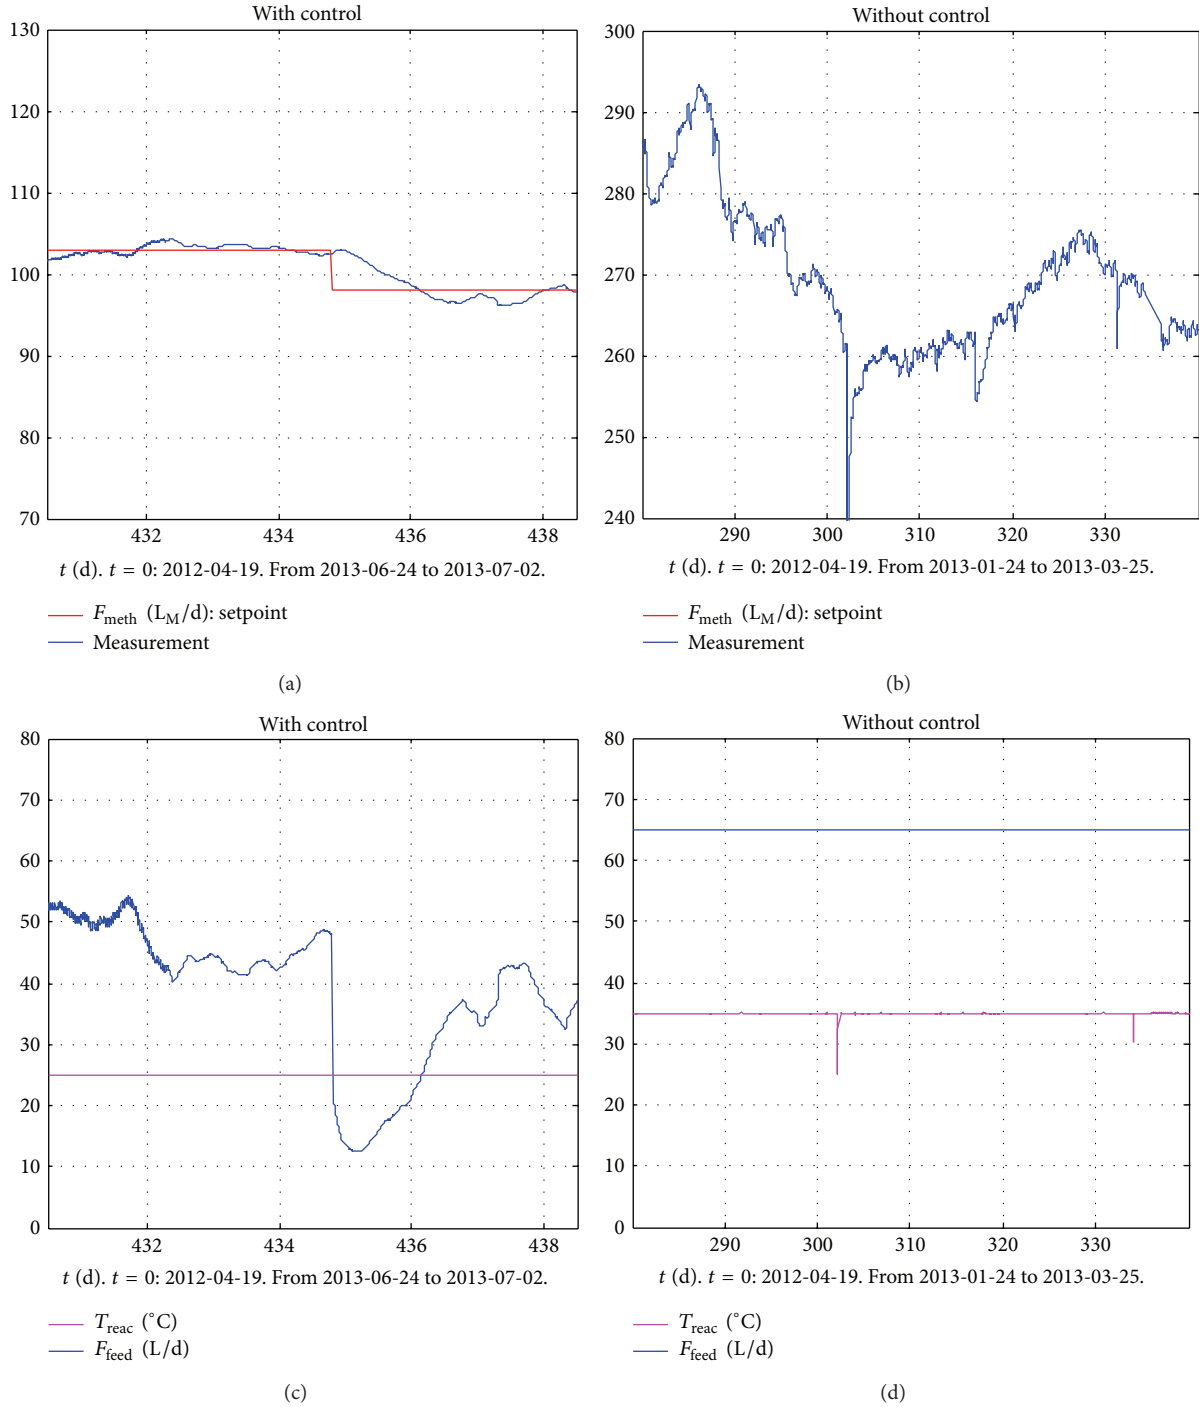 With control
130
120
110
100
90
80
70
432
434
436
438
t (d). t = 0: 2012-04-19. From 2013-06-24 to 2013-07-02.
F_meth (L_M/d): setpoint
Measurement
(a)
Without control
300
290
280
270
260
250
240
290
300
310
320
330
t (d). t = 0: 2012-04-19. From 2013-01-24 to 2013-03-25.
F_meth (L_M/d): setpoint
Measurement
(b)
With control
80
70
60
50
40
30
20
10
0
432
434
436
438
t (d). t = 0: 2012-04-19. From 2013-06-24 to 2013-07-02.
T_reac (°C)
F_feed (L/d)
(c)
Without control
80
70
60
50
40
30
20
10
0
290
300
310
320
330
t (d). t = 0: 2012-04-19. From 2013-01-24 to 2013-03-25.
T_reac (°C)
F_feed (L/d)
(d)